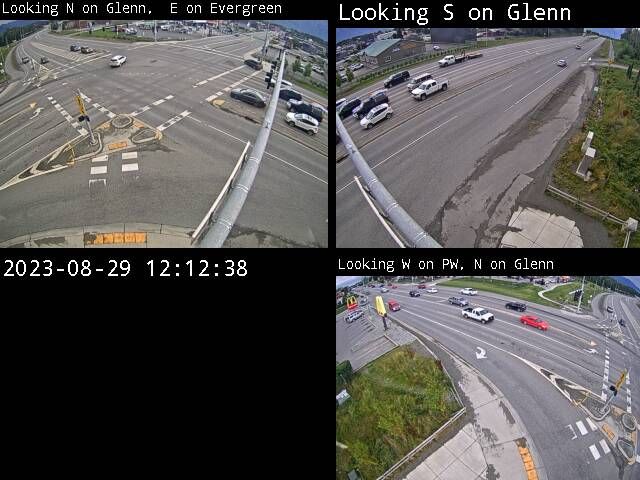 Looking N on Glenn,  E on Evergreen
Looking S on Glenn
2023-08-29 12:12:38
Looking W on PW, N on Glenn